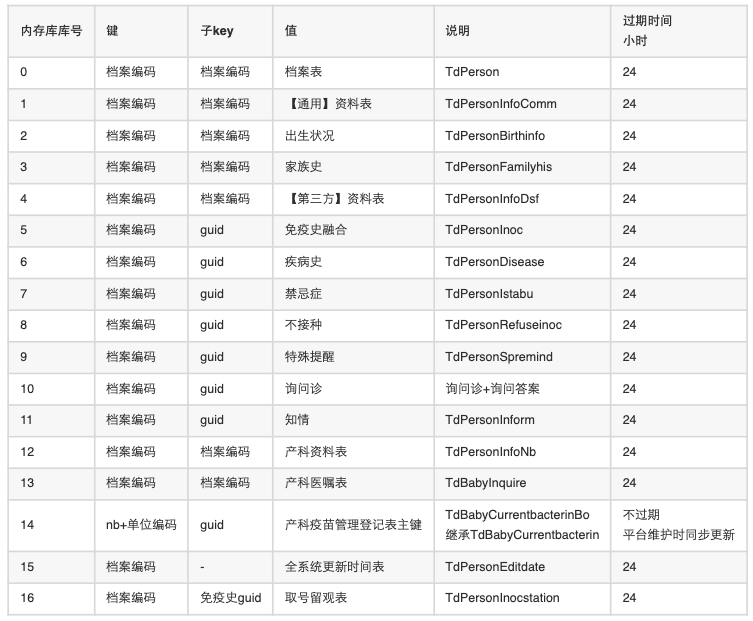 内存库库号 键 子key 值 说明 过期时间
小时
0 档案编码 档案编码 档案表 TdPerson 24
1 档案编码 档案编码 【通用】资料表 TdPersonInfoComm 24
2 档案编码 档案编码 出生状况 TdPersonBirthinfo 24
3 档案编码 档案编码 家族史 TdPersonFamilyhis 24
4 档案编码 档案编码 【第三方】资料表 TdPersonInfoDsf 24
5 档案编码 guid 免疫史融合 TdPersonInoc 24
6 档案编码 guid 疾病史 TdPersonDisease 24
7 档案编码 guid 禁忌症 TdPersonIstabu 24
8 档案编码 guid 不接种 TdPersonRefuseinoc 24
9 档案编码 guid 特殊提醒 TdPersonSpremind 24
10 档案编码 guid 询问诊 询问诊+询问答案 24
11 档案编码 guid 知情 TdPersonInform 24
12 档案编码 档案编码 产科资料表 TdPersonInfoNb 24
13 档案编码 档案编码 产科医嘱表 TdBabyInquire 24
14 nb+单位编码 guid 产科疫苗管理登记表主键 TdBabyCurrentbacterinBo 不过期
继承TdBabyCurrentbacterin 平台维护时同步更新
15 档案编码 - 全系统更新时间表 TdPersonEditdate 24
16 档案编码 免疫史guid 取号留观表 TdPersonInocstation 24